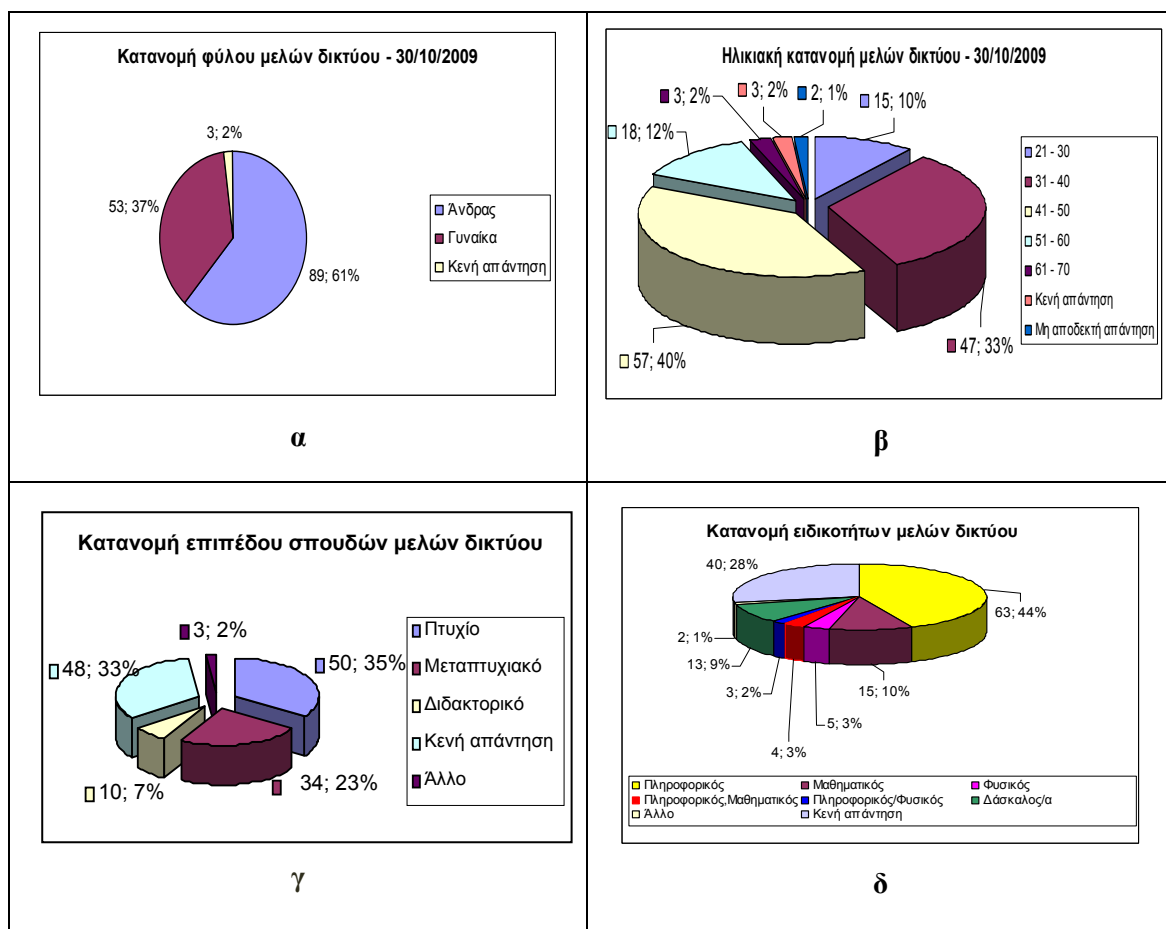 Κατανομή φύλου μελών δικτύου - 30/10/2009
3; 2%
53; 37%
89; 61%
Άνδρας
Γυναίκα
Κενή απάντηση
α
Ηλικιακή κατανομή μελών δικτύου - 30/10/2009
3; 2%
3; 2%
2; 1%
15; 10%
18; 12%
57; 40%
47; 33%
21 - 30
31 - 40
41 - 50
51 - 60
61 - 70
Κενή απάντηση
Μη αποδεκτή απάντηση
β
Κατανομή επιπέδου σπουδών μελών δικτύου
3; 2%
48; 33%
50; 35%
10; 7%
34; 23%
Πτυχίο
Μεταπτυχιακό
Διδακτορικό
Κενή απάντηση
Άλλο
γ
Κατανομή ειδικοτήτων μελών δικτύου
40; 28%
63; 44%
2; 1%
13; 9%
3; 2%
4; 3%
5; 3%
15; 10%
Πληροφορικός Μαθηματικός Φυσικός
Πληροφορικός,Μαθηματικός Πληροφορικός/Φυσικός Δάσκαλος/α
Άλλο Κενή απάντηση
δ